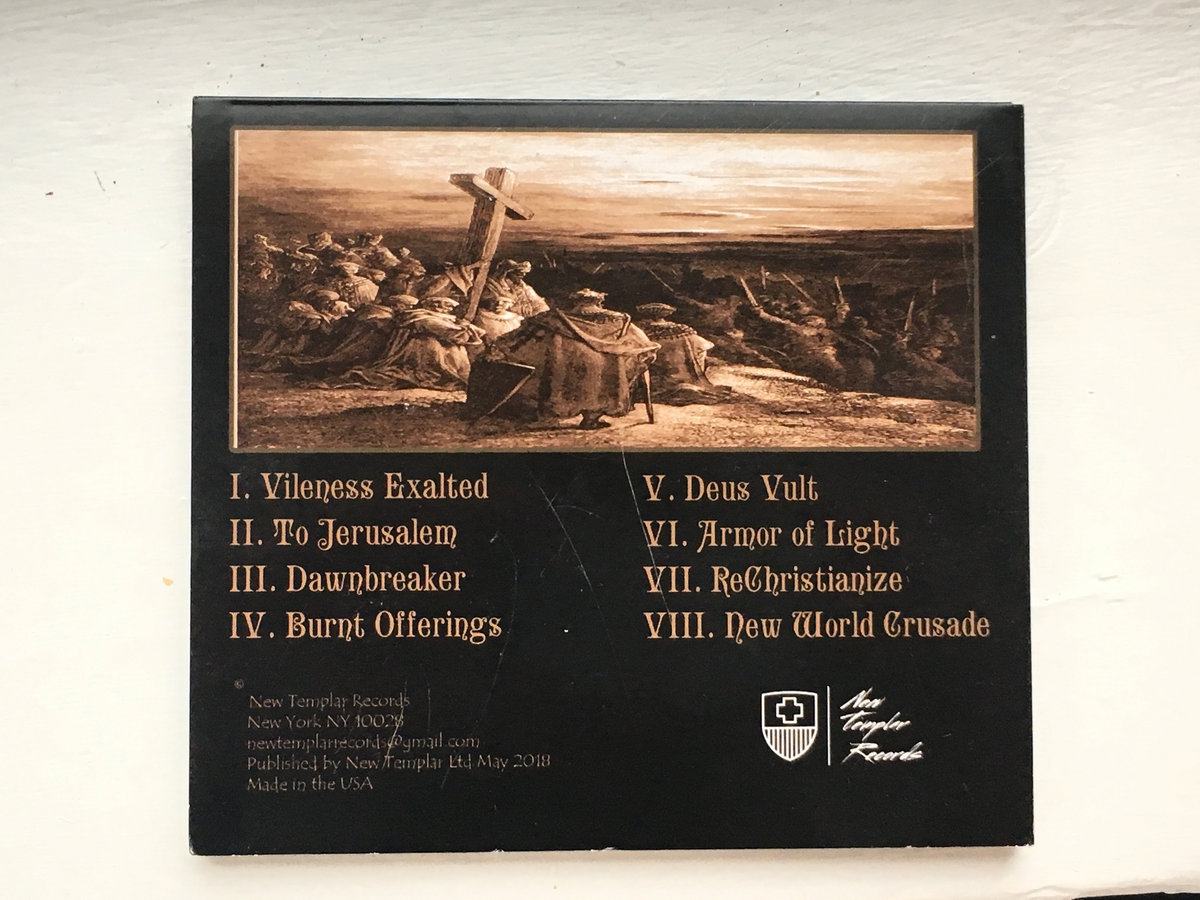 I. Vileness Exalted
II. To Jerusalem
III. Dawnbreaker
IV. Burnt Offerings
V. Deus Vult
VI. Armor of Light
VII. ReChristianize
VIII. New World Crusade
©
New Templar Records
New York NY 10028
newtemplarrecords@gmail.com
Published by New Templar Ltd May 2018
Made in the USA
New
Templar
Records